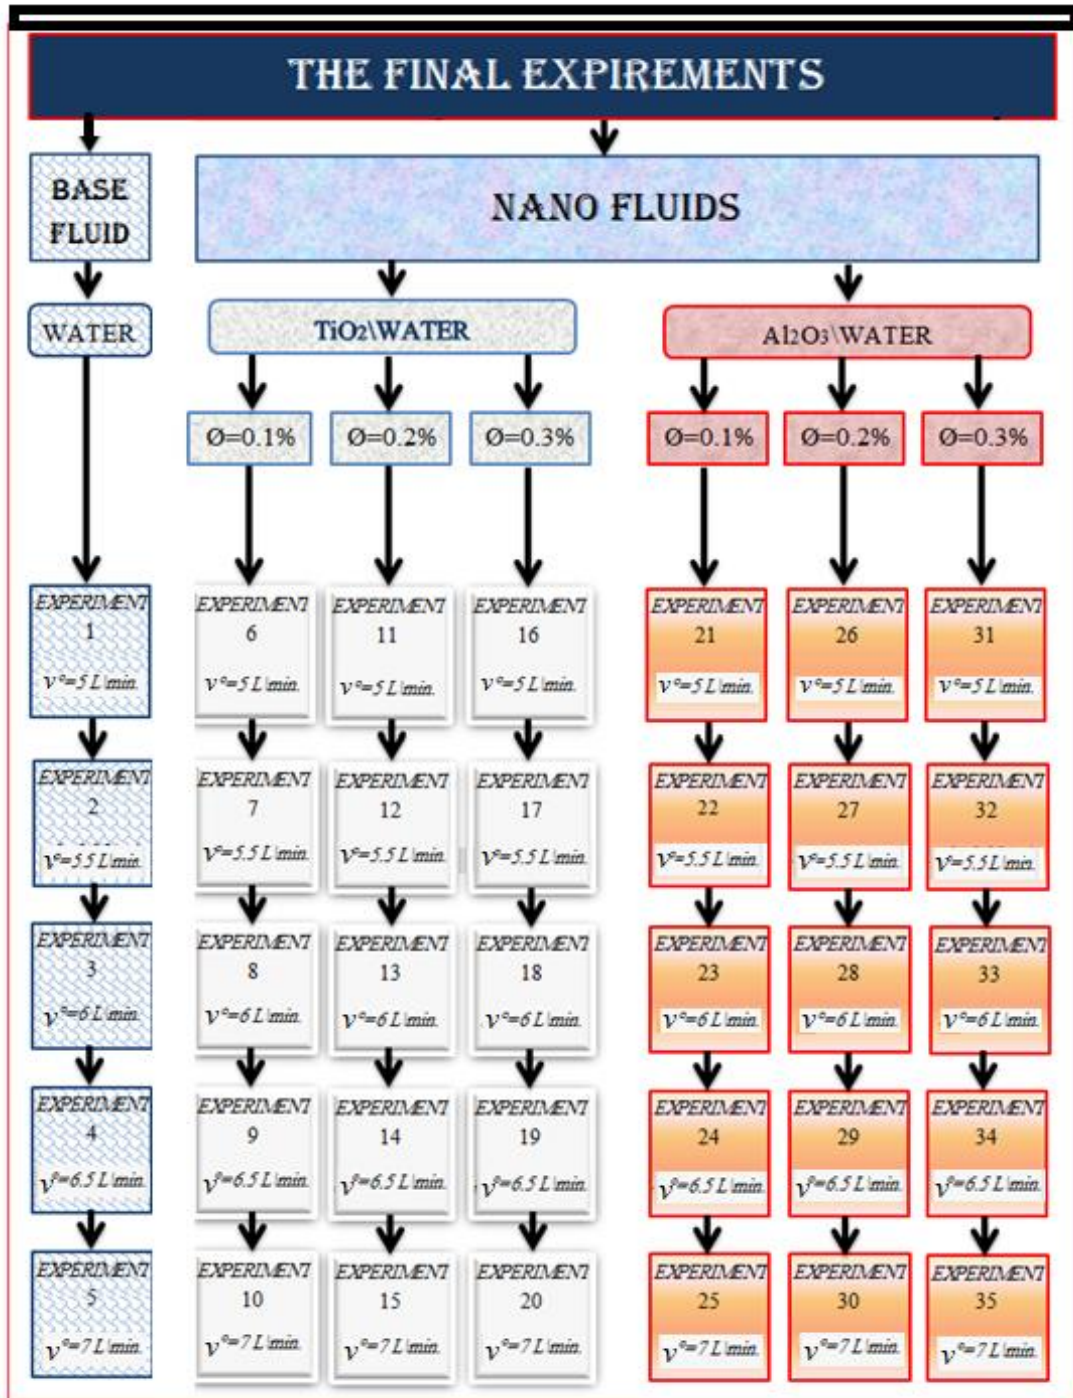 THE FINAL EXPIREMENTS
BASE
FLUID
NANO FLUIDS
WATER
TiO2\WATER
Al2O3\WATER
Ø=0.1%
Ø=0.2%
Ø=0.3%
Ø=0.1%
Ø=0.2%
Ø=0.3%
EXPERIMENT
1
v°=5 L\min.
EXPERIMENT
6
v°=5 L\min.
EXPERIMENT
11
v°=5 L\min.
EXPERIMENT
16
v°=5 L\min.
EXPERIMENT
21
v°=5 L\min.
EXPERIMENT
26
v°=5 L\min.
EXPERIMENT
31
v°=5 L\min.
EXPERIMENT
2
v°=5.5 L\min.
EXPERIMENT
7
v°=5.5 L\min.
EXPERIMENT
12
v°=5.5 L\min.
EXPERIMENT
17
v°=5.5 L\min.
EXPERIMENT
22
v°=5.5 L\min.
EXPERIMENT
27
v°=5.5 L\min.
EXPERIMENT
32
v°=5.5 L\min.
EXPERIMENT
3
v°=6 L\min.
EXPERIMENT
8
v°=6 L\min.
EXPERIMENT
13
v°=6 L\min.
EXPERIMENT
18
v°=6 L\min.
EXPERIMENT
23
v°=6 L\min.
EXPERIMENT
28
v°=6 L\min.
EXPERIMENT
33
v°=6 L\min.
EXPERIMENT
4
v°=6.5 L\min.
EXPERIMENT
9
v°=6.5 L\min.
EXPERIMENT
14
v°=6.5 L\min.
EXPERIMENT
19
v°=6.5 L\min.
EXPERIMENT
24
v°=6.5 L\min.
EXPERIMENT
29
v°=6.5 L\min.
EXPERIMENT
34
v°=6.5 L\min.
EXPERIMENT
5
v°=7 L\min.
EXPERIMENT
10
v°=7 L\min.
EXPERIMENT
15
v°=7 L\min.
EXPERIMENT
20
v°=7 L\min.
EXPERIMENT
25
v°=7 L\min.
EXPERIMENT
30
v°=7 L\min.
EXPERIMENT
35
v°=7 L\min.